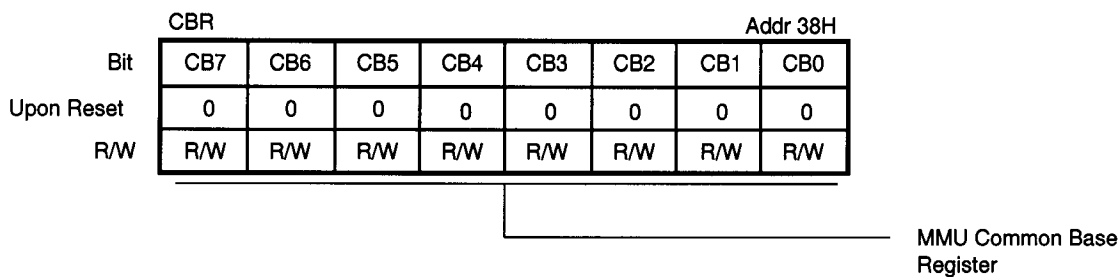 CBR Addr 38H
Bit CB7 CB6 CB5 CB4 CB3 CB2 CB1 CB0
Upon Reset 0 0 0 0 0 0 0 0
R/W R/W R/W R/W R/W R/W R/W R/W R/W
MMU Common Base
Register